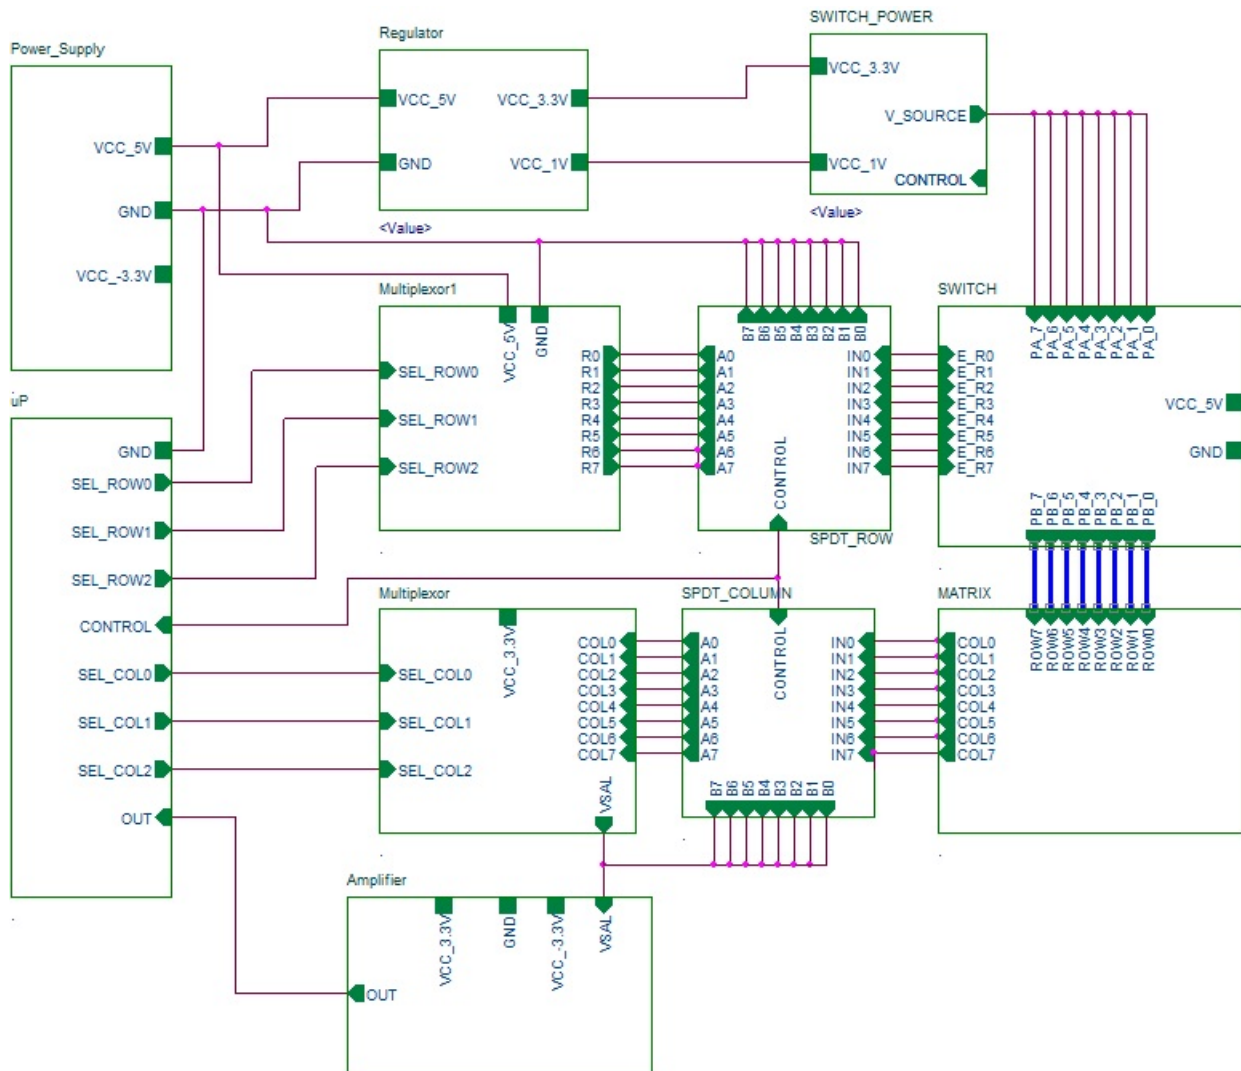 Power_Supply
VCC_5V
GND
VCC_-3.3V
Regulator
VCC_5V
VCC_3.3V
GND
VCC_1V
<Value>
SWITCH_POWER
VCC_3.3V
V_SOURCE
VCC_1V
CONTROL
<Value>
Multiplexor1
VCC_5V
GND
SEL_ROW0
SEL_ROW1
SEL_ROW2
R0
R1
R2
R3
R4
R5
R6
R7
B7
B6
B5
B4
B3
B2
B1
B0
A0
A1
A2
A3
A4
A5
A6
A7
IN0
IN1
IN2
IN3
IN4
IN5
IN6
IN7
CONTROL
SPDT_ROW
SWITCH
PA_7
PA_6
PA_5
PA_4
PA_3
PA_2
PA_1
PA_0
E_R0
E_R1
E_R2
E_R3
E_R4
E_R5
E_R6
E_R7
VCC_5V
GND
PB_7
PB_6
PB_5
PB_4
PB_3
PB_2
PB_1
PB_0
uP
GND
SEL_ROW0
SEL_ROW1
SEL_ROW2
CONTROL
SEL_COL0
SEL_COL1
SEL_COL2
OUT
Multiplexor
VCC_3.3V
SEL_COL0
SEL_COL1
SEL_COL2
COL0
COL1
COL2
COL3
COL4
COL5
COL6
COL7
VSAL
SPDT_COLUMN
CONTROL
A0
A1
A2
A3
A4
A5
A6
A7
IN0
IN1
IN2
IN3
IN4
IN5
IN6
IN7
B7
B6
B5
B4
B3
B2
B1
B0
MATRIX
ROW7
ROW6
ROW5
ROW4
ROW3
ROW2
ROW1
ROW0
COL0
COL1
COL2
COL3
COL4
COL5
COL6
COL7
Amplifier
VCC_3.3V
GND
VCC_-3.3V
VSAL
OUT